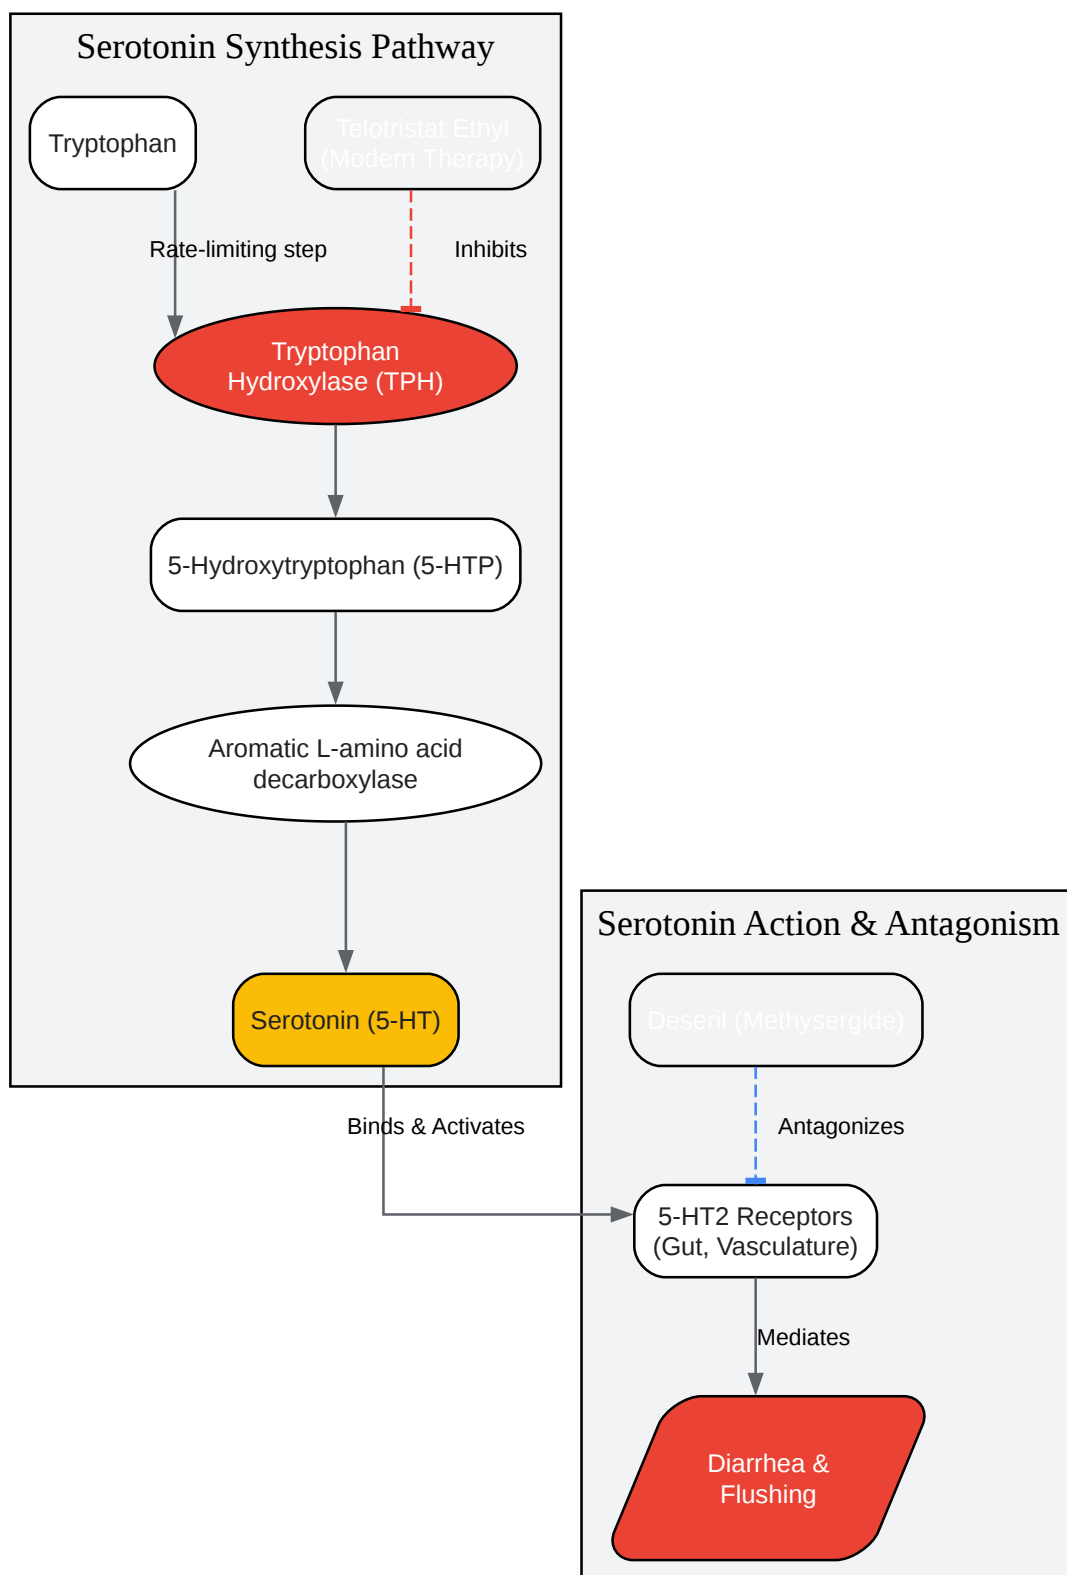 Serotonin Synthesis Pathway
Tryptophan
Telotristat Ethyl
(Modern Therapy)
Rate-limiting step
Inhibits
Tryptophan
Hydroxylase (TPH)
5-Hydroxytryptophan (5-HTP)
Aromatic L-amino acid
decarboxylase
Serotonin (5-HT)
Binds & Activates
Serotonin Action & Antagonism
Deseril (Methysergide)
Antagonizes
5-HT2 Receptors
(Gut, Vasculature)
Mediates
Diarrhea &
Flushing